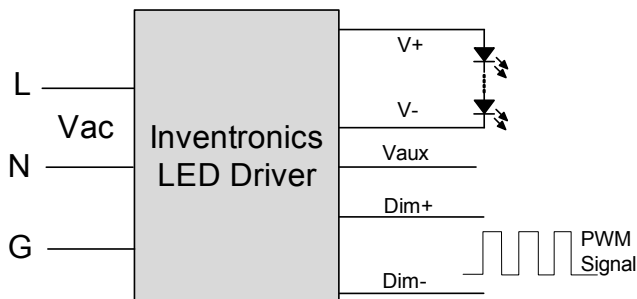 L
Vac
N
G
Inventronics
LED Driver
V+
V-
Vaux
Dim+
Dim-
PWM
Signal